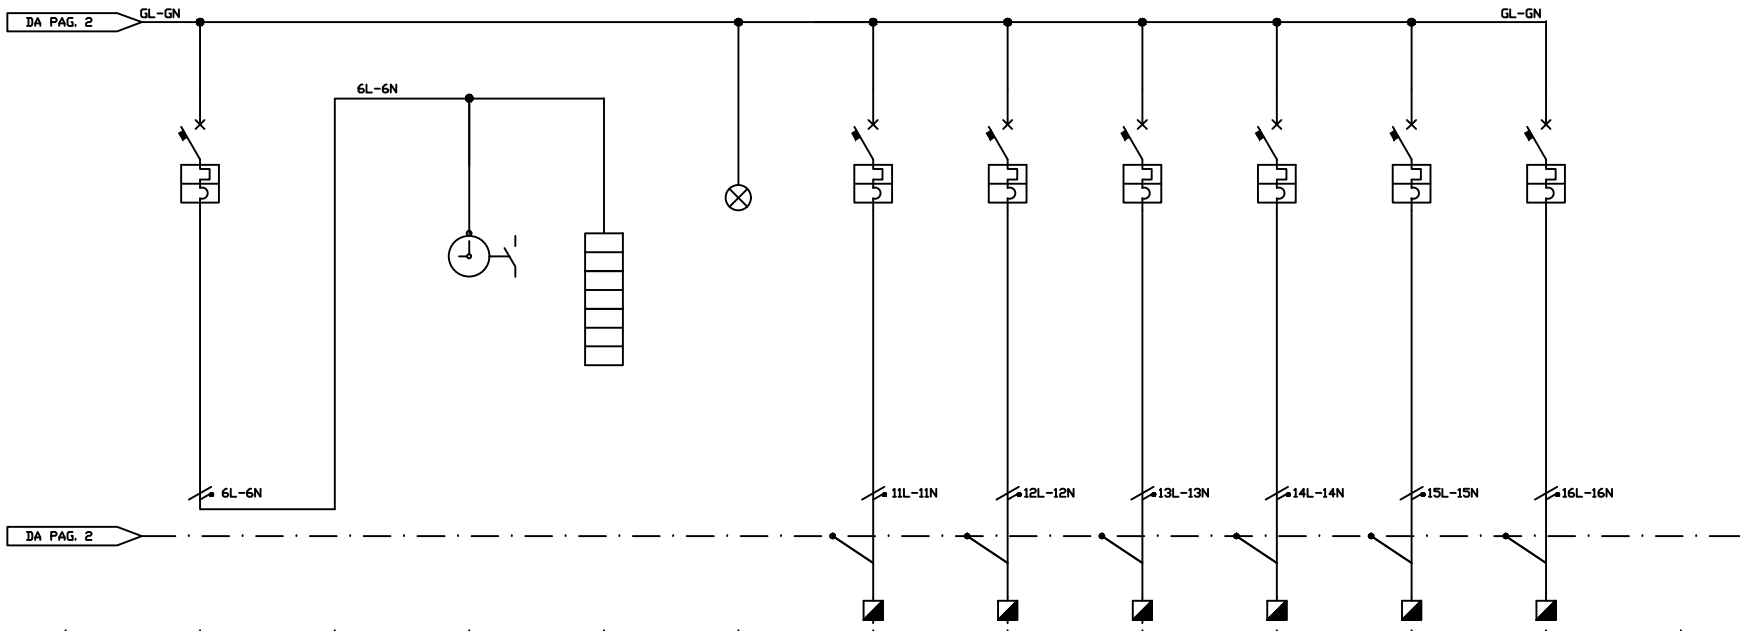 DA PAG. 2
GL-GN
GL-GN
6L-6N
6L-6N
11L-11N
12L-12N
13L-13N
14L-14N
15L-15N
16L-16N
DA PAG. 2